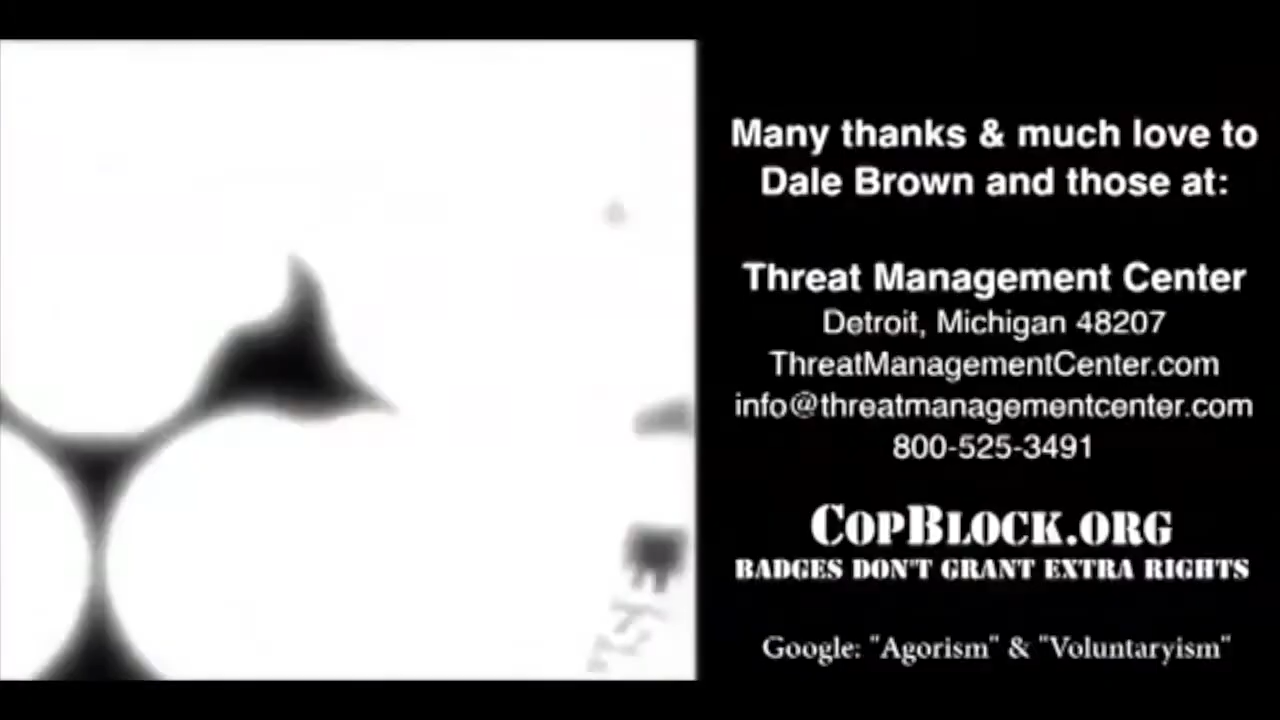 Many thanks & much love to
Dale Brown and those at:
Threat Management Center
Detroit, Michigan 48207
ThreatManagementCenter.com
info@threatmanagementcenter.com
800-525-3491
COPBLOCK.ORG
BADGES DON'T GRANT EXTRA RIGHTS
Google: "Agorism" & "Voluntaryism"